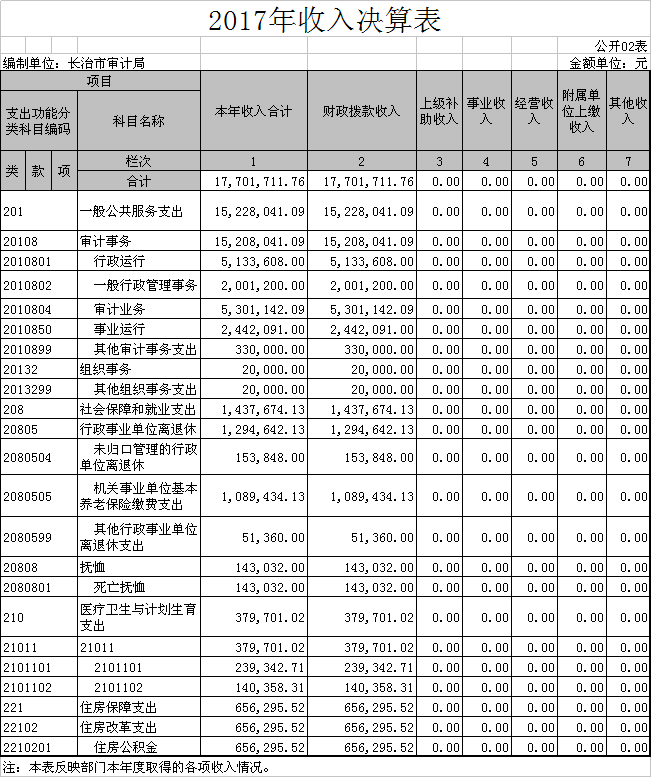 2017年收入决算表
公开02表
编制单位：长治市审计局 金额单位：元
项目 本年收入合计 财政拨款收入 上级补助收入 事业收入 经营收入 附属单位上缴收入 其他收入
支出功能分类科目编码 科目名称
类 款 项 栏次 1 2 3 4 5 6 7
合计 17,701,711.76 17,701,711.76 0.00 0.00 0.00 0.00 0.00
201 一般公共服务支出 15,228,041.09 15,228,041.09 0.00 0.00 0.00 0.00 0.00
20108 审计事务 15,208,041.09 15,208,041.09 0.00 0.00 0.00 0.00 0.00
2010801 行政运行 5,133,608.00 5,133,608.00 0.00 0.00 0.00 0.00 0.00
2010802 一般行政管理事务 2,001,200.00 2,001,200.00 0.00 0.00 0.00 0.00 0.00
2010804 审计业务 5,301,142.09 5,301,142.09 0.00 0.00 0.00 0.00 0.00
2010850 事业运行 2,442,091.00 2,442,091.00 0.00 0.00 0.00 0.00 0.00
2010899 其他审计事务支出 330,000.00 330,000.00 0.00 0.00 0.00 0.00 0.00
20132 组织事务 20,000.00 20,000.00 0.00 0.00 0.00 0.00 0.00
2013299 其他组织事务支出 20,000.00 20,000.00 0.00 0.00 0.00 0.00 0.00
208 社会保障和就业支出 1,437,674.13 1,437,674.13 0.00 0.00 0.00 0.00 0.00
20805 行政事业单位离退休 1,294,642.13 1,294,642.13 0.00 0.00 0.00 0.00 0.00
2080504 未归口管理的行政单位离退休 153,848.00 153,848.00 0.00 0.00 0.00 0.00 0.00
2080505 机关事业单位基本养老保险缴费支出 1,089,434.13 1,089,434.13 0.00 0.00 0.00 0.00 0.00
2080599 其他行政事业单位离退休支出 51,360.00 51,360.00 0.00 0.00 0.00 0.00 0.00
20808 抚恤 143,032.00 143,032.00 0.00 0.00 0.00 0.00 0.00
2080801 死亡抚恤 143,032.00 143,032.00 0.00 0.00 0.00 0.00 0.00
210 医疗卫生与计划生育支出 379,701.02 379,701.02 0.00 0.00 0.00 0.00 0.00
21011 21011 379,701.02 379,701.02 0.00 0.00 0.00 0.00 0.00
2101101 2101101 239,342.71 239,342.71 0.00 0.00 0.00 0.00 0.00
2101102 2101102 140,358.31 140,358.31 0.00 0.00 0.00 0.00 0.00
221 住房保障支出 656,295.52 656,295.52 0.00 0.00 0.00 0.00 0.00
22102 住房改革支出 656,295.52 656,295.52 0.00 0.00 0.00 0.00 0.00
2210201 住房公积金 656,295.52 656,295.52 0.00 0.00 0.00 0.00 0.00
注：本表反映部门本年度取得的各项收入情况。